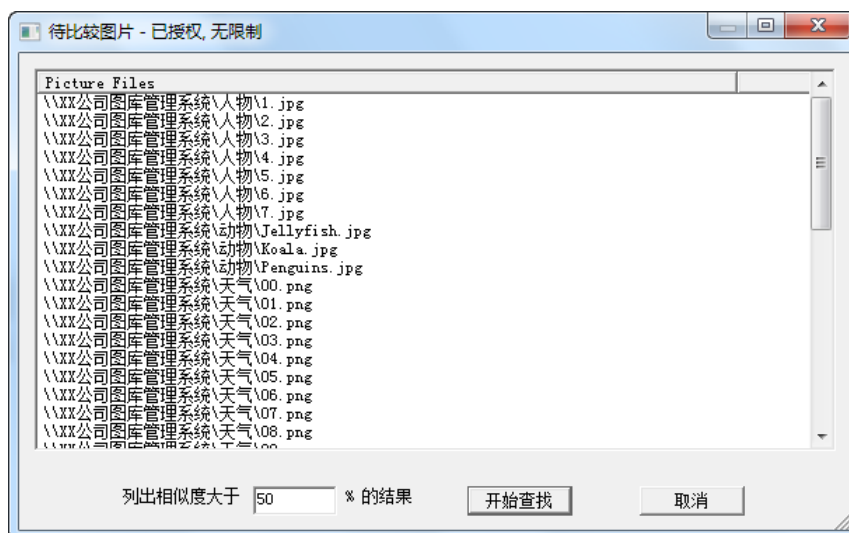 待比较图片 - 已授权, 无限制
Picture Files
\\XX公司图库管理系统\人物\1.jpg
\\XX公司图库管理系统\人物\2.jpg
\\XX公司图库管理系统\人物\3.jpg
\\XX公司图库管理系统\人物\4.jpg
\\XX公司图库管理系统\人物\5.jpg
\\XX公司图库管理系统\人物\6.jpg
\\XX公司图库管理系统\人物\7.jpg
\\XX公司图库管理系统\动物\Jellyfish.jpg
\\XX公司图库管理系统\动物\Koala.jpg
\\XX公司图库管理系统\动物\Penguins.jpg
\\XX公司图库管理系统\天气\00.png
\\XX公司图库管理系统\天气\01.png
\\XX公司图库管理系统\天气\02.png
\\XX公司图库管理系统\天气\03.png
\\XX公司图库管理系统\天气\04.png
\\XX公司图库管理系统\天气\05.png
\\XX公司图库管理系统\天气\06.png
\\XX公司图库管理系统\天气\07.png
\\XX公司图库管理系统\天气\08.png
列出相似度大于 50 % 的结果 开始查找 取消